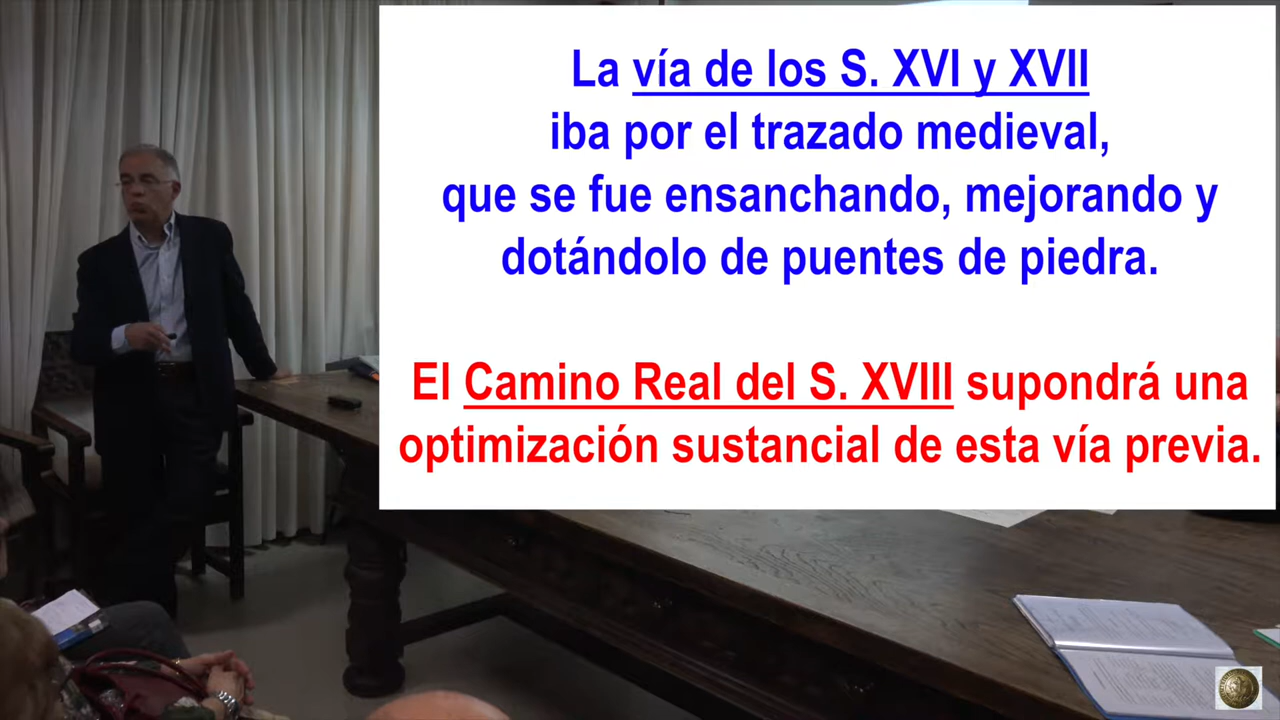 La vía de los S. XVI y XVII
iba por el trazado medieval,
que se fue ensanchando, mejorando y
dotándolo de puentes de piedra.
El Camino Real del S. XVIII supondrá una
optimización sustancial de esta vía previa.